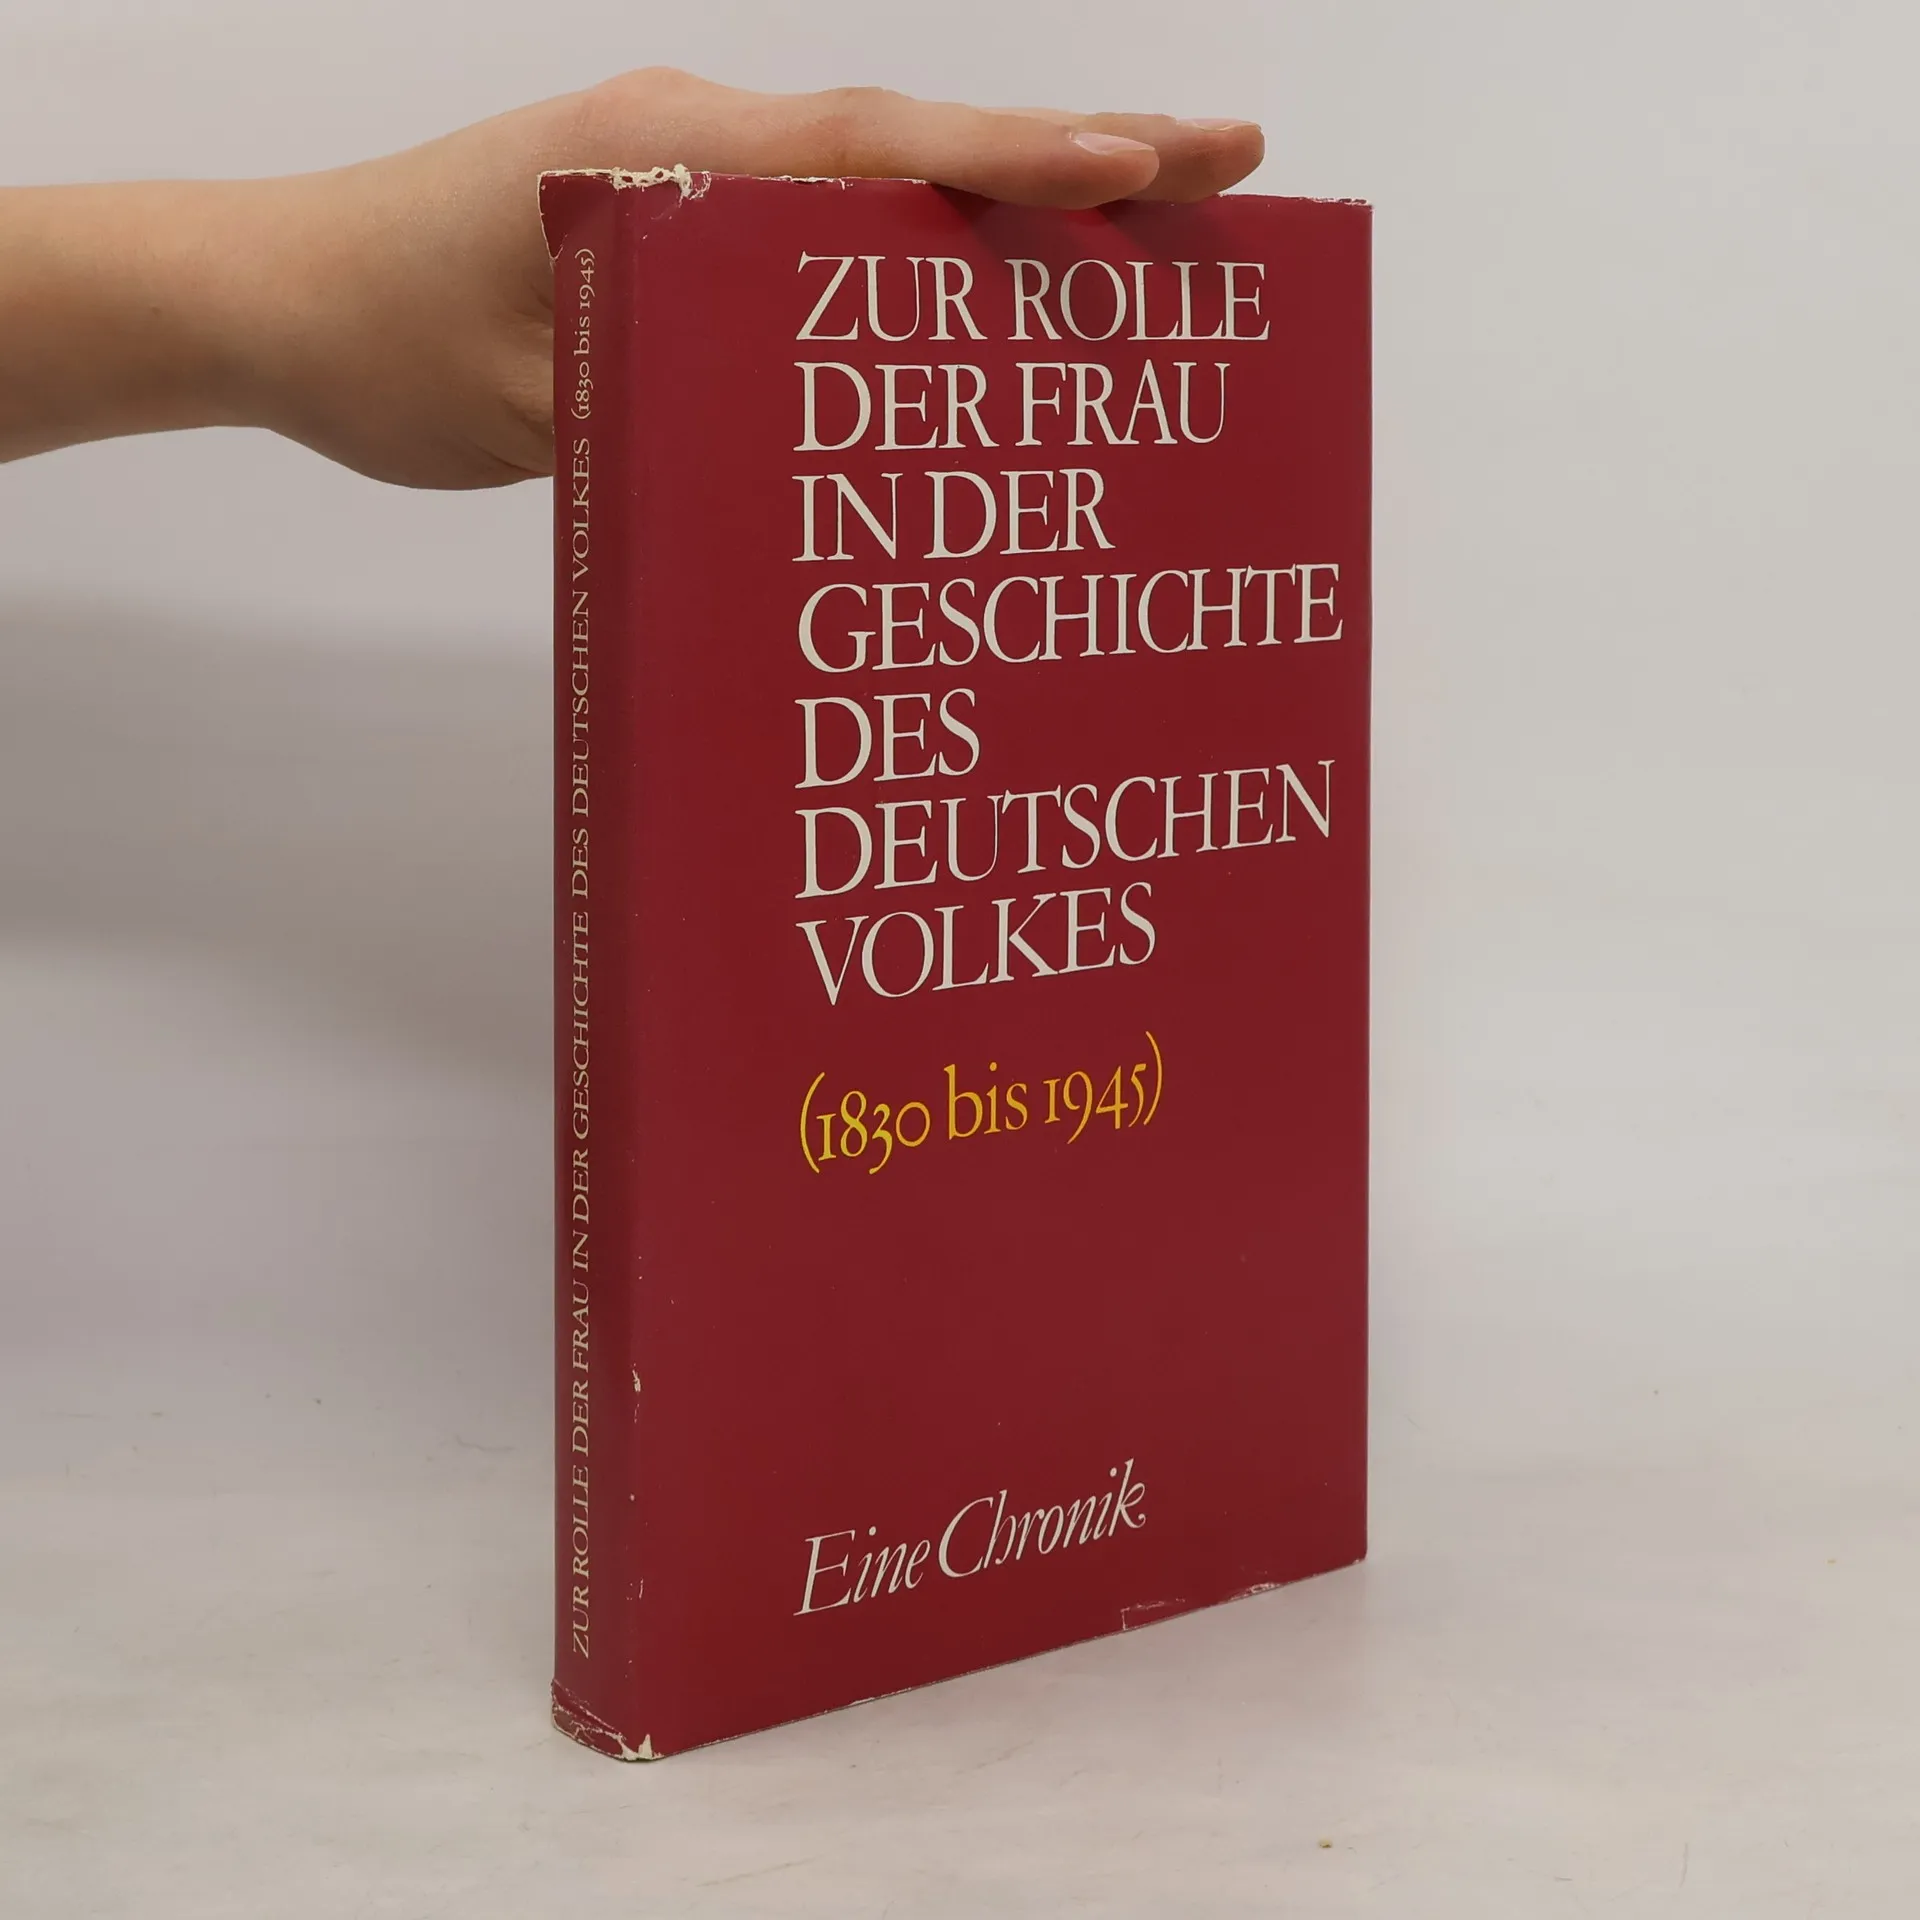 ZUR ROLLE
DER FRAU
IN DER
GESCHICHTE
DES
DEUTSCHEN
VOLKES
(1830 bis 1945)
Eine Chronik
ZUR ROLLE DER FRAU IN DER GESCHICHTE DES DEUTSCHEN VOLKES (1830 bis 1945)